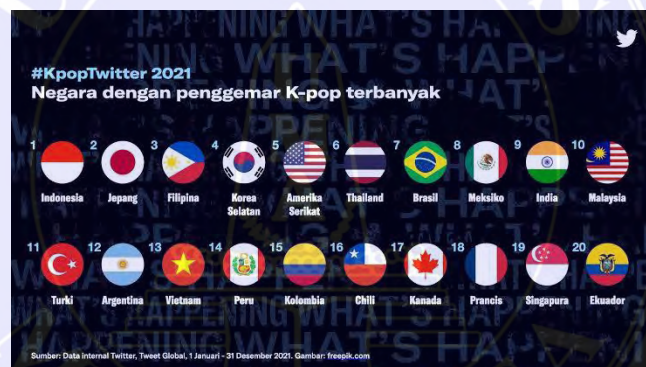 #KpopTwitter 2021
Negara dengan penggemar K-pop terbanyak
1 2 3 4 5 6 7 8 9 10
Indonesia Jepang Filipina Korea Selatan Amerika Serikat Thailand Brasil Meksiko India Malaysia
11 12 13 14 15 16 17 18 19 20
Turki Argentina Vietnam Peru Kolombia Chili Kanada Prancis Singapura Ekuador
Sumber: Data internal Twitter, Tweet Global, 1 Januari - 31 Desember 2021. Gambar: freepik.com